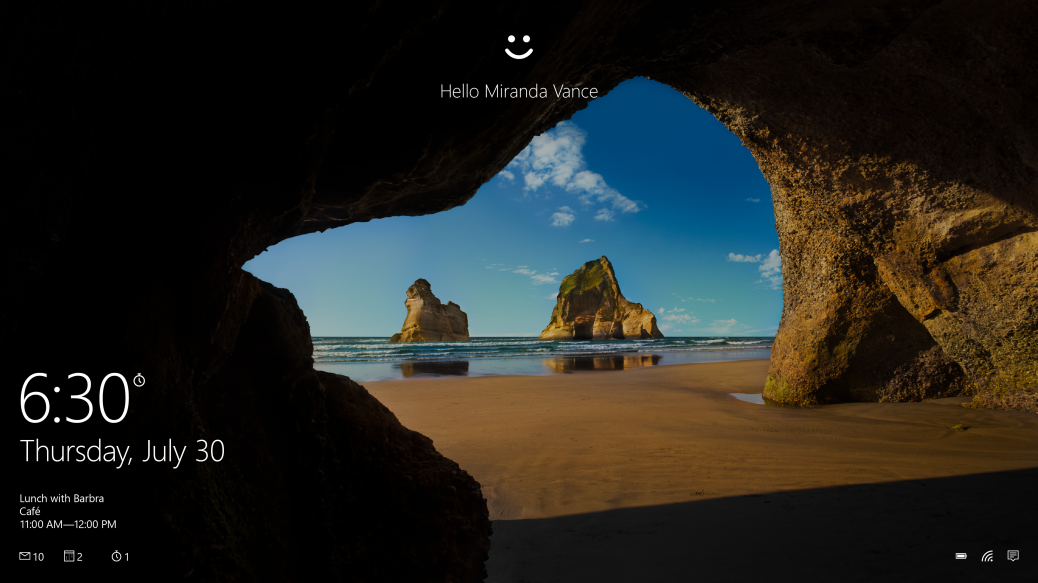 Hello Miranda Vance
6:30
Thursday, July 30
Lunch with Barbra
Café
11:00 AM—12:00 PM
10 2 1